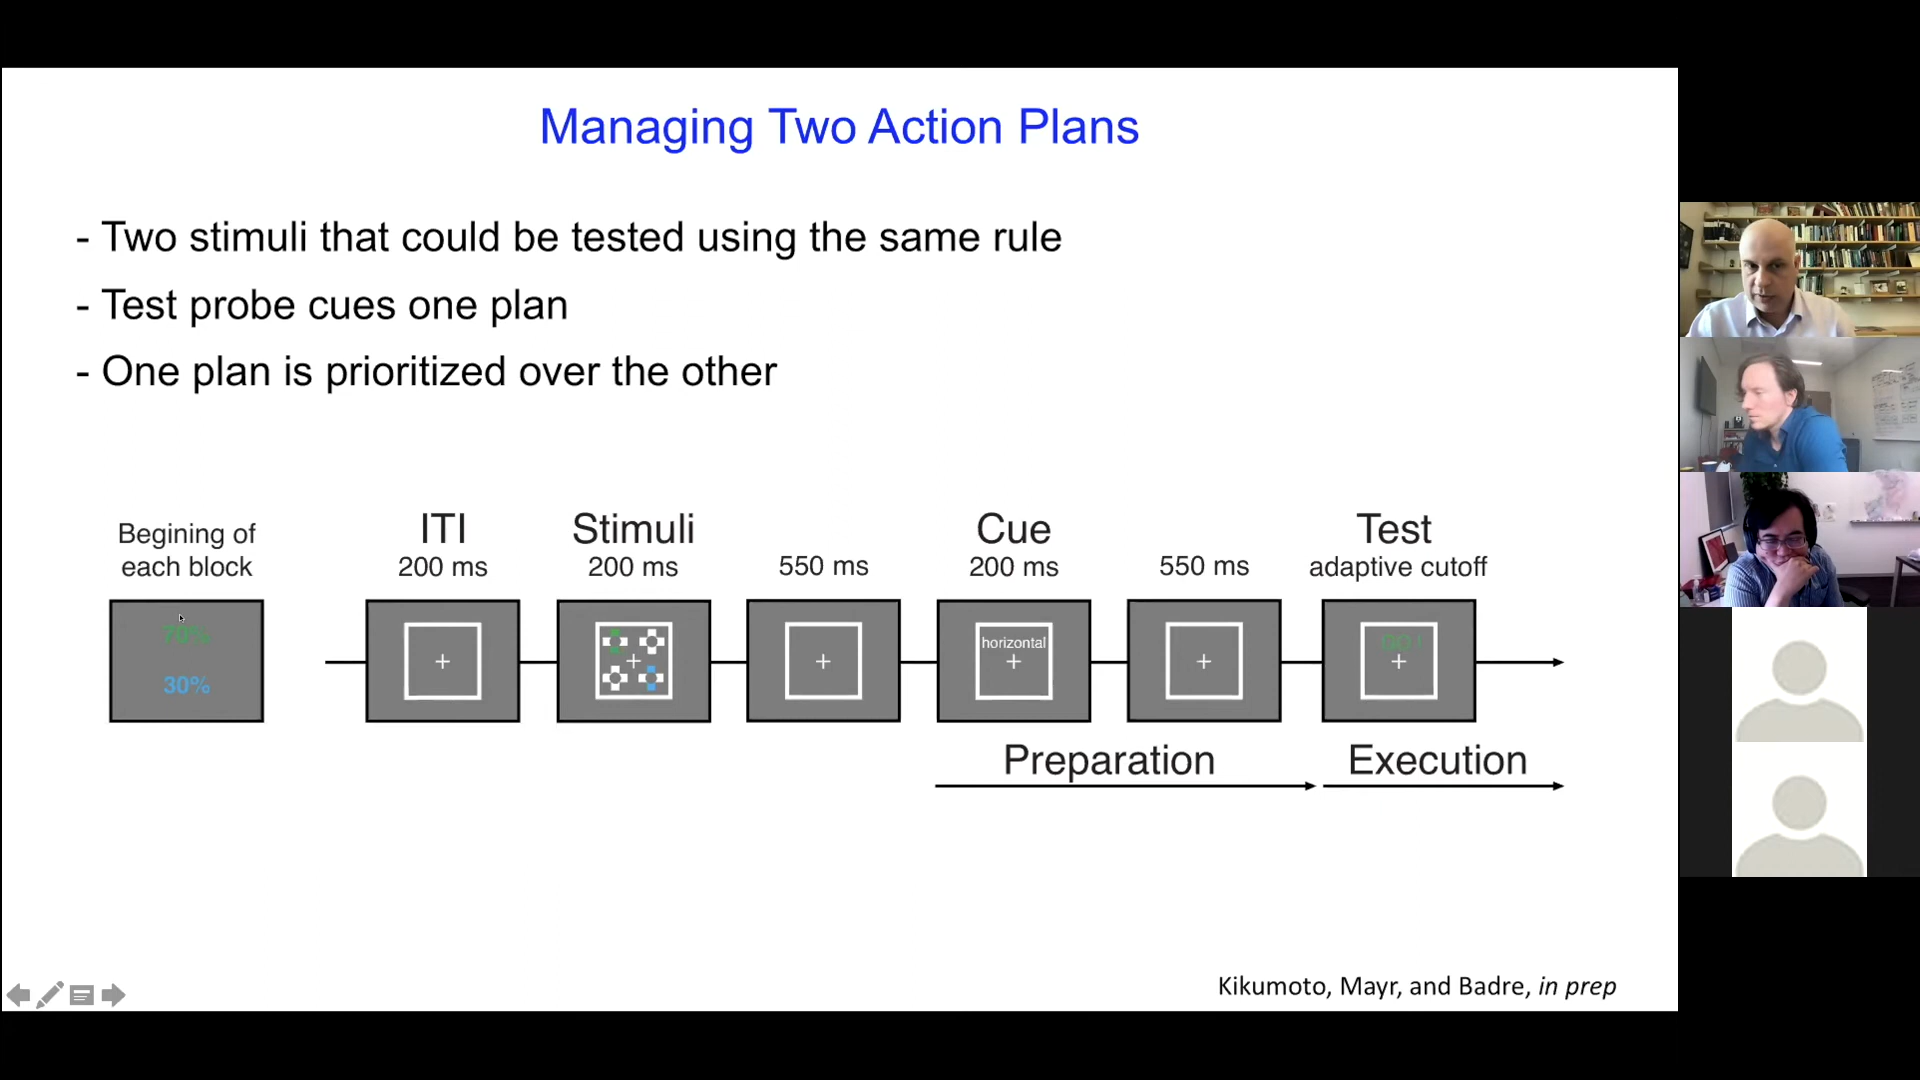 Managing Two Action Plans
- Two stimuli that could be tested using the same rule
- Test probe cues one plan
- One plan is prioritized over the other
Begining of
each block
70%
30%
ITI
200 ms
Stimuli
200 ms
550 ms
Cue
200 ms
horizontal
550 ms
Test
adaptive cutoff
GO !
Preparation
Execution
Kikumoto, Mayr, and Badre, in prep